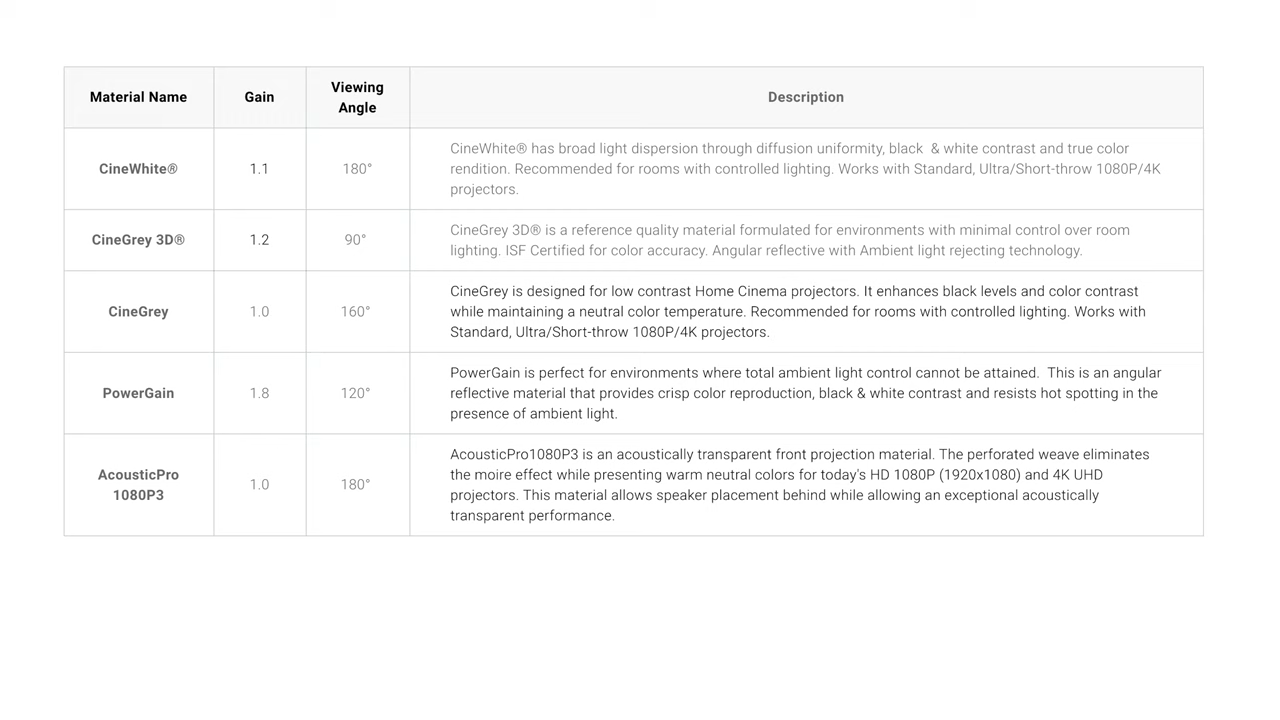 Material Name
Gain
Viewing
Angle
Description
CineWhite®
1.1
180°
CineWhite® has broad light dispersion through diffusion uniformity, black  & white contrast and true color
rendition. Recommended for rooms with controlled lighting. Works with Standard, Ultra/Short-throw 1080P/4K
projectors.
CineGrey 3D®
1.2
90°
CineGrey 3D® is a reference quality material formulated for environments with minimal control over room
lighting. ISF Certified for color accuracy. Angular reflective with Ambient light rejecting technology.
CineGrey
1.0
160°
CineGrey is designed for low contrast Home Cinema projectors. It enhances black levels and color contrast
while maintaining a neutral color temperature. Recommended for rooms with controlled lighting. Works with
Standard, Ultra/Short-throw 1080P/4K projectors.
PowerGain
1.8
120°
PowerGain is perfect for environments where total ambient light control cannot be attained.  This is an angular
reflective material that provides crisp color reproduction, black & white contrast and resists hot spotting in the
presence of ambient light.
AcousticPro
1080P3
1.0
180°
AcousticPro1080P3 is an acoustically transparent front projection material. The perforated weave eliminates
the moire effect while presenting warm neutral colors for today's HD 1080P (1920x1080) and 4K UHD
projectors. This material allows speaker placement behind while allowing an exceptional acoustically
transparent performance.